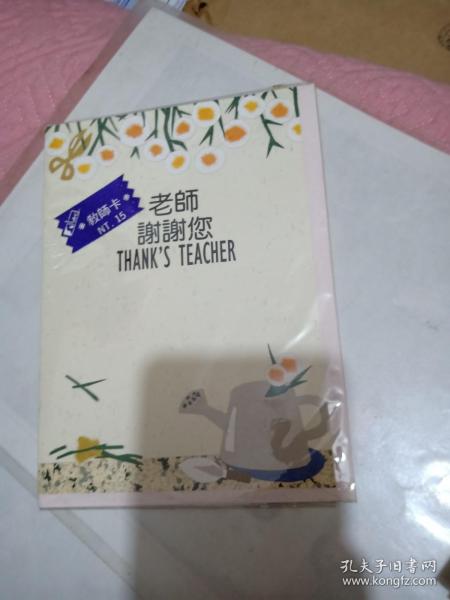 教師卡
NT. 15
老師
謝謝您
THANK'S TEACHER
孔夫子旧书网
www.kongfz.com